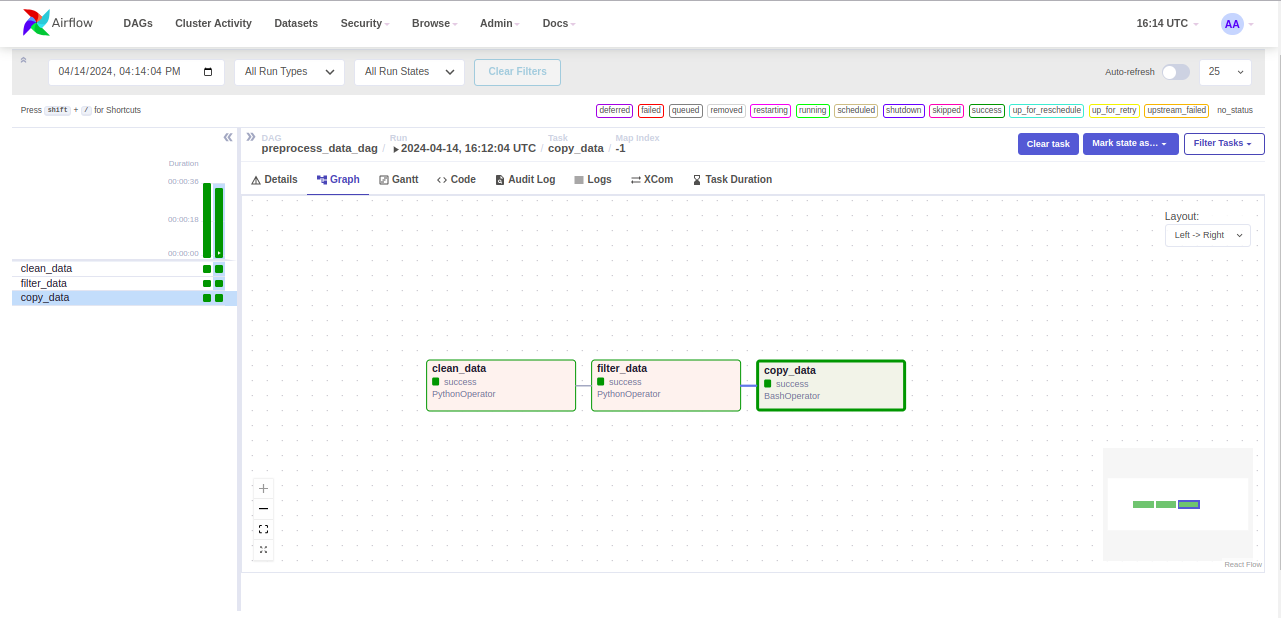 Airflow DAGs Cluster Activity Datasets Security Browse Admin Docs 16:14 UTC AA
04/14/2024, 04:14:04 PM All Run Types All Run States Clear Filters Auto-refresh 25
Press shift + / for Shortcuts deferred failed queued removed restarting running scheduled shutdown skipped success up_for_reschedule up_for_retry upstream_failed no_status
DAG Run Task Map Index
preprocess_data_dag / 2024-04-14, 16:12:04 UTC / copy_data / -1
Clear task Mark state as... Filter Tasks
Duration
00:00:36
00:00:18
00:00:00
clean_data
filter_data
copy_data
Details Graph Gantt Code Audit Log Logs XCom Task Duration
Layout:
Left -> Right
clean_data
success
PythonOperator
filter_data
success
PythonOperator
copy_data
success
BashOperator
React Flow